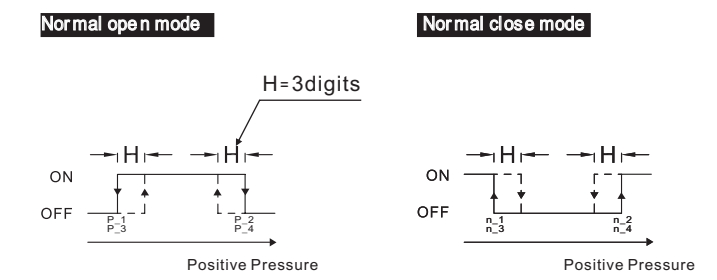 Normal open mode
Normal close mode
H=3digits
H H
H H
ON
ON
OFF
OFF
P_1 P_2
P_3 P_4
n_1 n_2
n_3 n_4
Positive Pressure
Positive Pressure